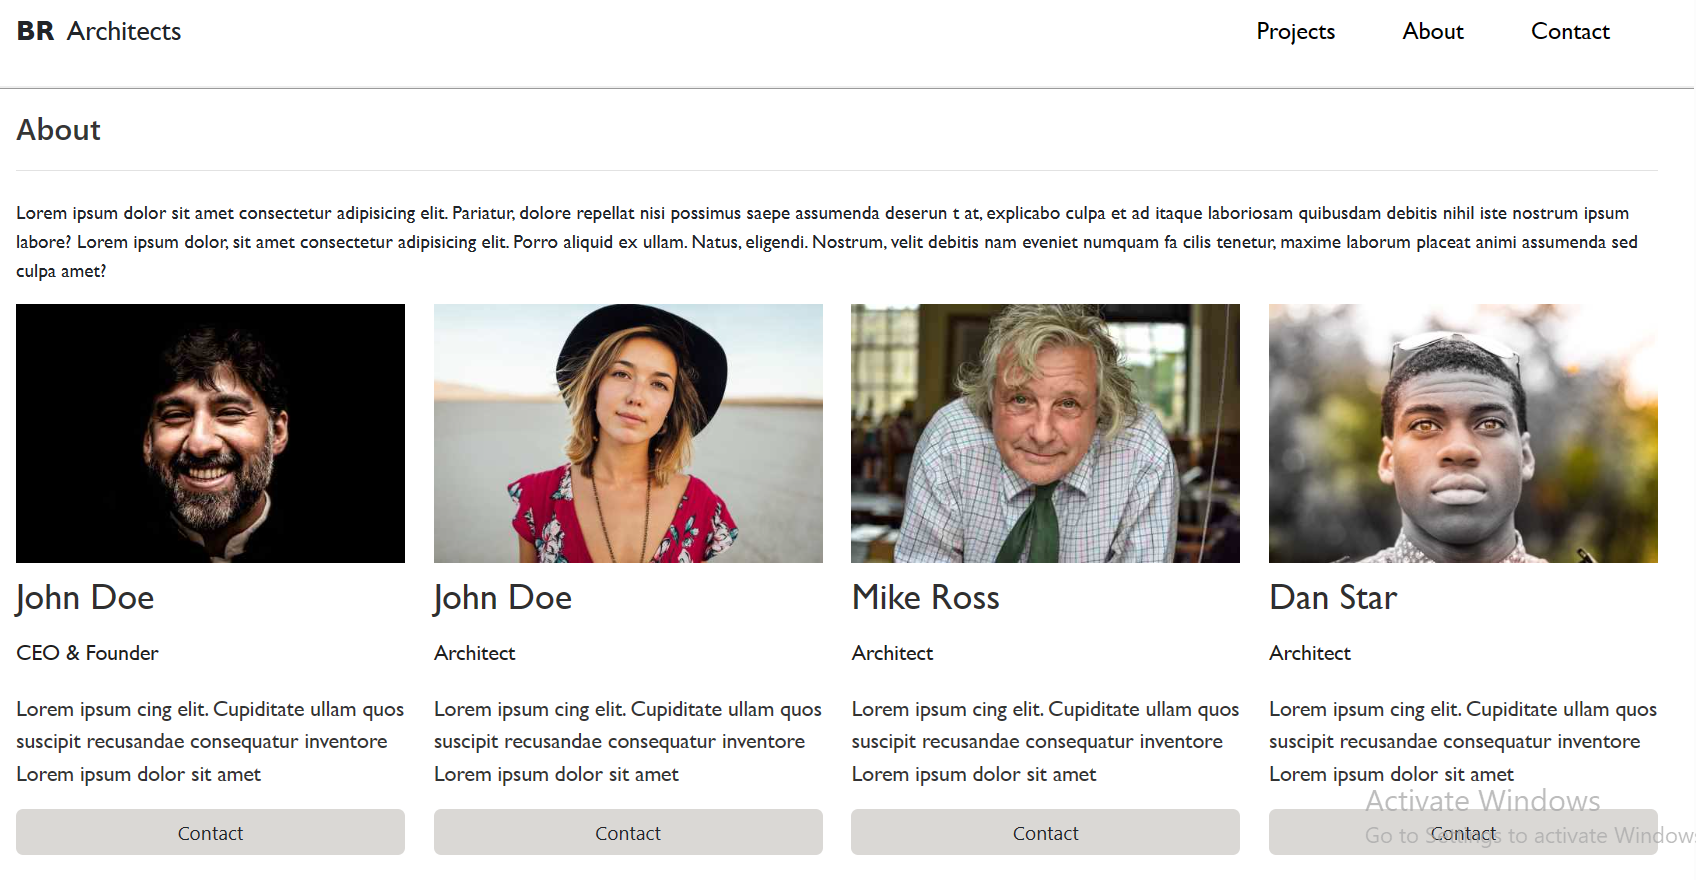 BR Architects
Projects About Contact
About
Lorem ipsum dolor sit amet consectetur adipisicing elit. Pariatur, dolore repellat nisi possimus saepe assumenda deserun t at, explicabo culpa et ad itaque laboriosam quibusdam debitis nihil iste nostrum ipsum
labore? Lorem ipsum dolor, sit amet consectetur adipisicing elit. Porro aliquid ex ullam. Natus, eligendi. Nostrum, velit debitis nam eveniet numquam fa cilis tenetur, maxime laborum placeat animi assumenda sed
culpa amet?
John Doe
CEO & Founder
Lorem ipsum cing elit. Cupiditate ullam quos
suscipit recusandae consequatur inventore
Lorem ipsum dolor sit amet
Contact
John Doe
Architect
Lorem ipsum cing elit. Cupiditate ullam quos
suscipit recusandae consequatur inventore
Lorem ipsum dolor sit amet
Contact
Mike Ross
Architect
Lorem ipsum cing elit. Cupiditate ullam quos
suscipit recusandae consequatur inventore
Lorem ipsum dolor sit amet
Contact
Dan Star
Architect
Lorem ipsum cing elit. Cupiditate ullam quos
suscipit recusandae consequatur inventore
Lorem ipsum dolor sit amet
Contact
Activate Windows
Go to Settings to activate Windows